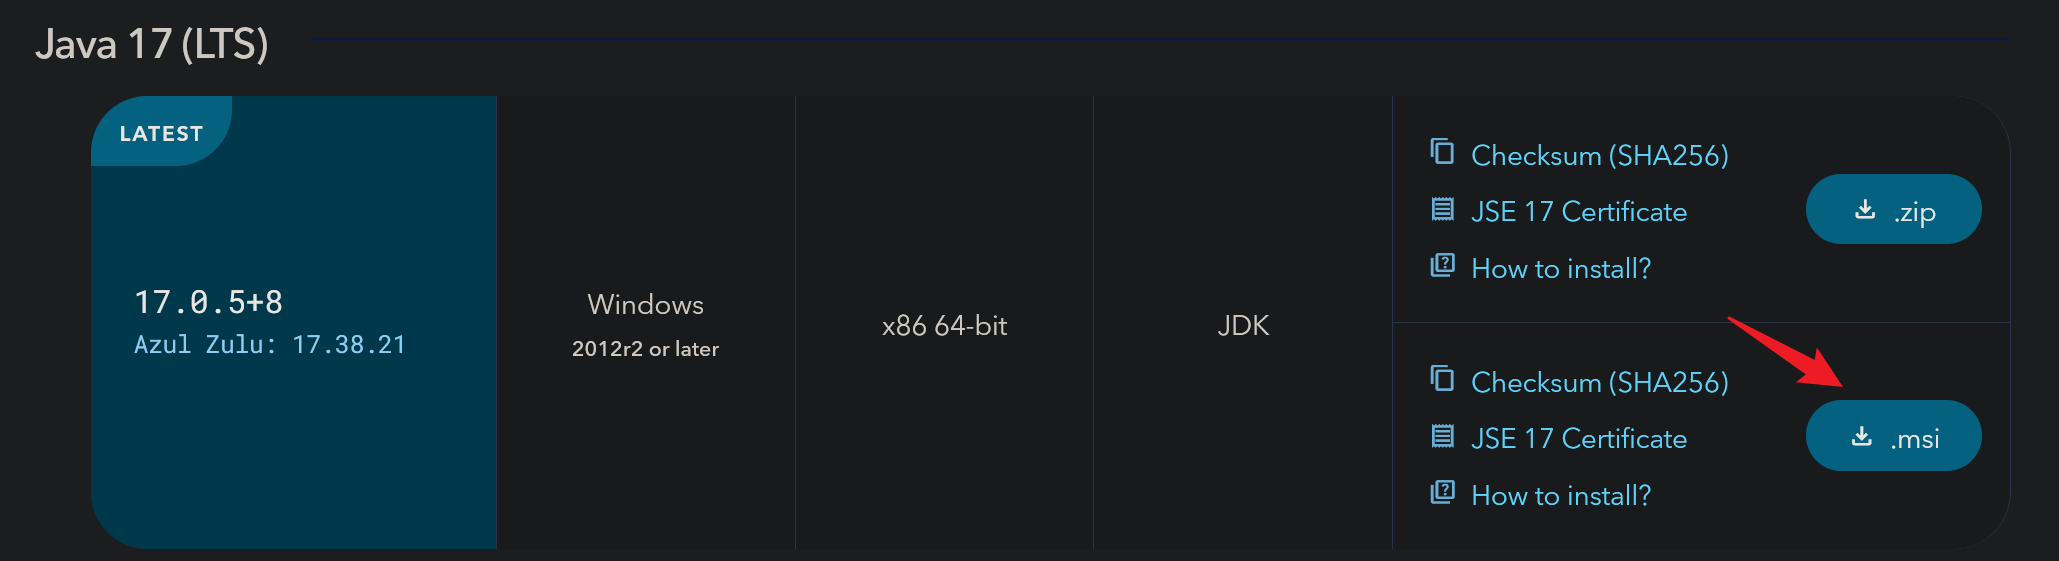 Java 17 (LTS)
LATEST
17.0.5+8
Azul Zulu: 17.38.21
Windows
2012r2 or later
x86 64-bit
JDK
Checksum (SHA256)
JSE 17 Certificate
How to install?
.zip
Checksum (SHA256)
JSE 17 Certificate
How to install?
.msi